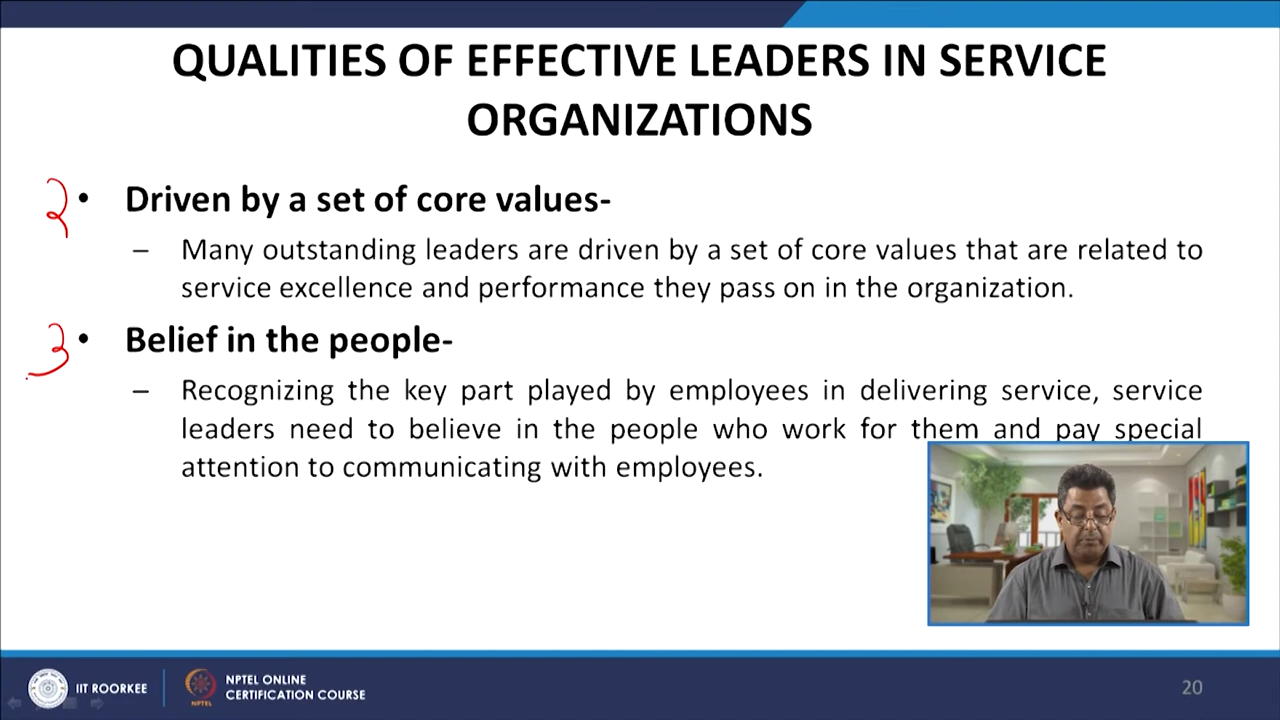 QUALITIES OF EFFECTIVE LEADERS IN SERVICE
ORGANIZATIONS
2 • Driven by a set of core values-
– Many outstanding leaders are driven by a set of core values that are related to
service excellence and performance they pass on in the organization.
3 • Belief in the people-
– Recognizing the key part played by employees in delivering service, service
leaders need to believe in the people who work for them and pay special
attention to communicating with employees.
IIT ROORKEE
NPTEL
NPTEL ONLINE
CERTIFICATION COURSE
20